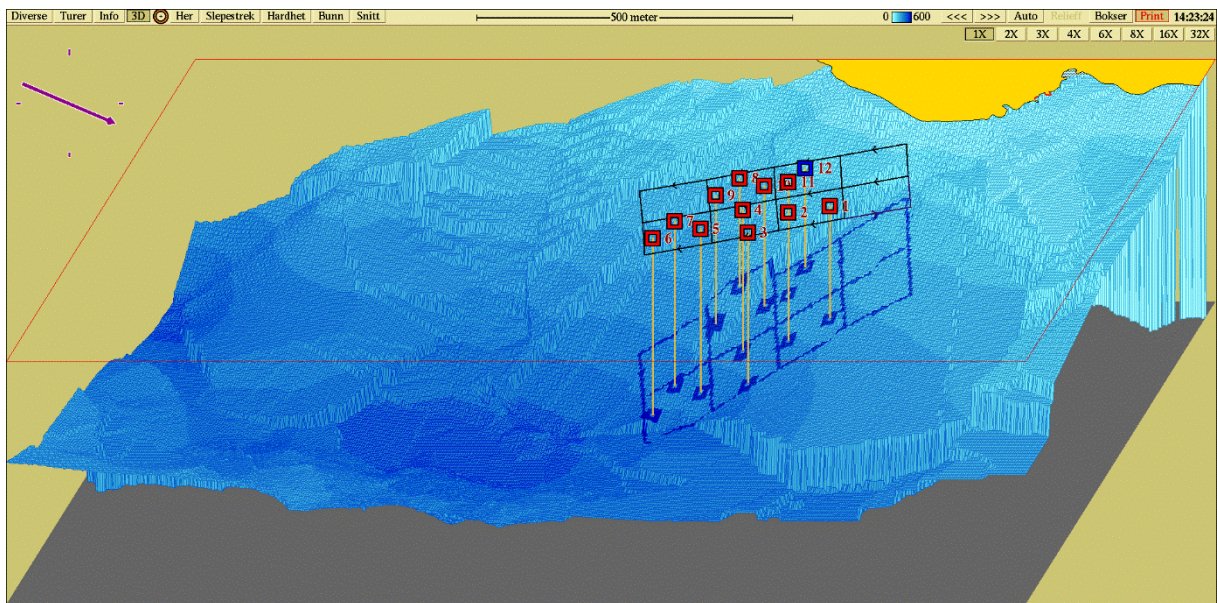 Diverse Turer Info 3D Her Slepestrek Hardhet Bunn Snitt 500 meter 0 600 <<< >>> Auto Relieff Bokser Print 14:23:24
1X 2X 3X 4X 6X 8X 16X 32X
8 11 12
9
7 4 2 1
6 5 3